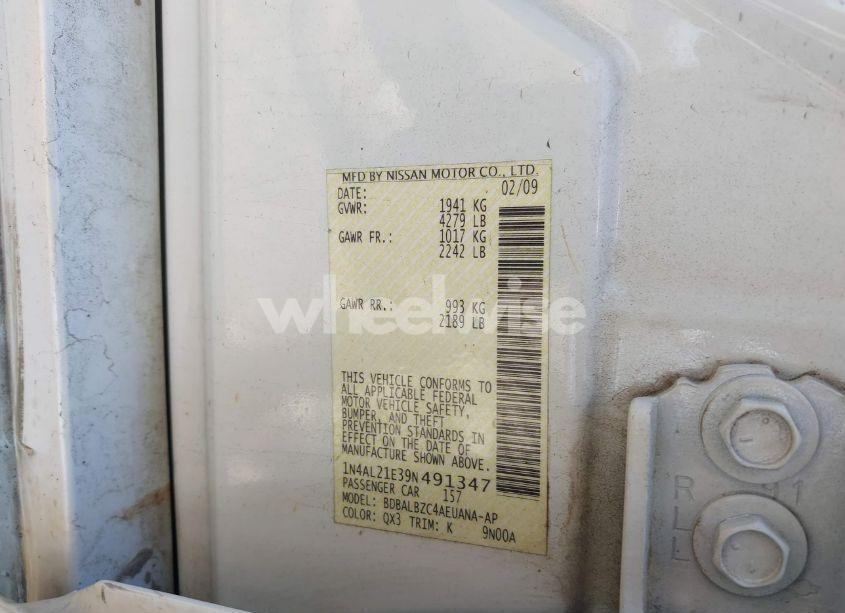 MFD BY NISSAN MOTOR CO., LTD.
DATE: 02/09
GVWR: 1941 KG
4279 LB
GAWR FR.: 1017 KG
2242 LB
GAWR RR.: 993 KG
2189 LB
wheelwise
THIS VEHICLE CONFORMS TO
ALL APPLICABLE FEDERAL
MOTOR VEHICLE SAFETY,
BUMPER, AND THEFT
PREVENTION STANDARDS IN
EFFECT ON THE DATE OF
MANUFACTURE SHOWN ABOVE.
1N4AL21E39N491347
PASSENGER CAR 157
MODEL: BDBALBZC4AEUANA-AP
COLOR: QX3 TRIM: K 9N00A